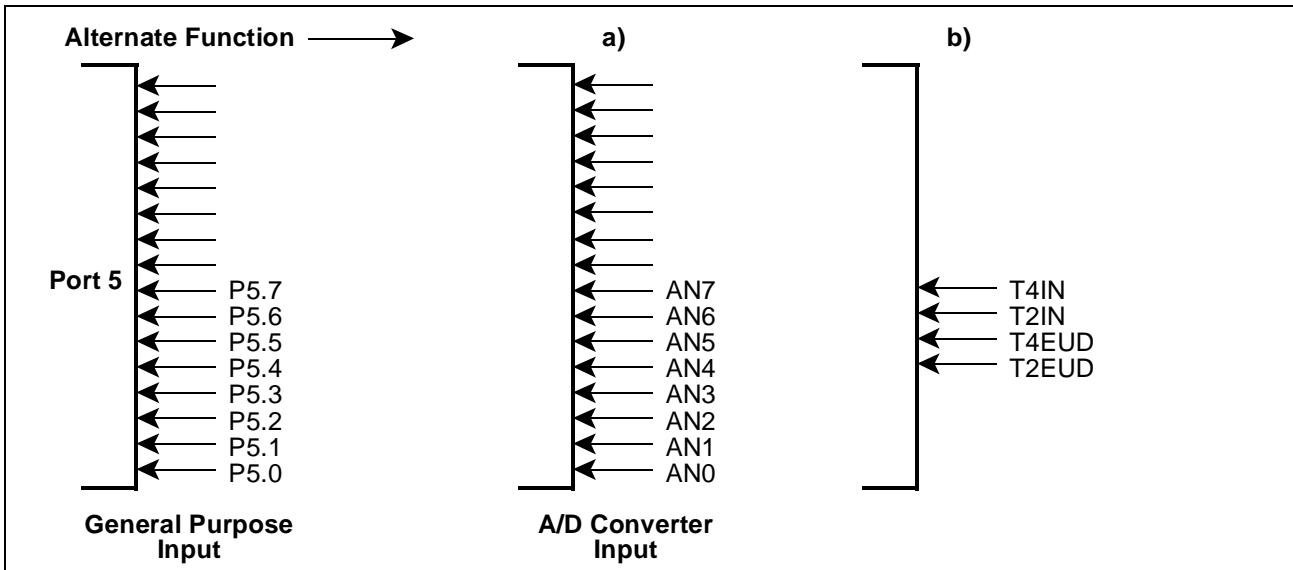 Alternate Function
a)
b)
Port 5
P5.7
P5.6
P5.5
P5.4
P5.3
P5.2
P5.1
P5.0
General Purpose
Input
AN7
AN6
AN5
AN4
AN3
AN2
AN1
AN0
A/D Converter
Input
T4IN
T2IN
T4EUD
T2EUD